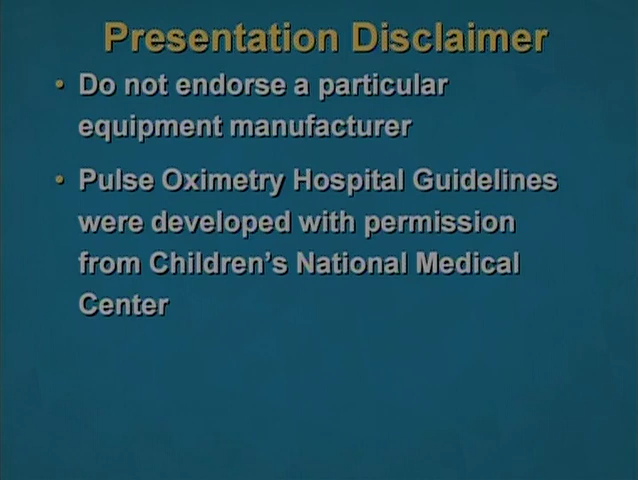 Presentation Disclaimer
• Do not endorse a particular
equipment manufacturer
• Pulse Oximetry Hospital Guidelines
were developed with permission
from Children's National Medical
Center